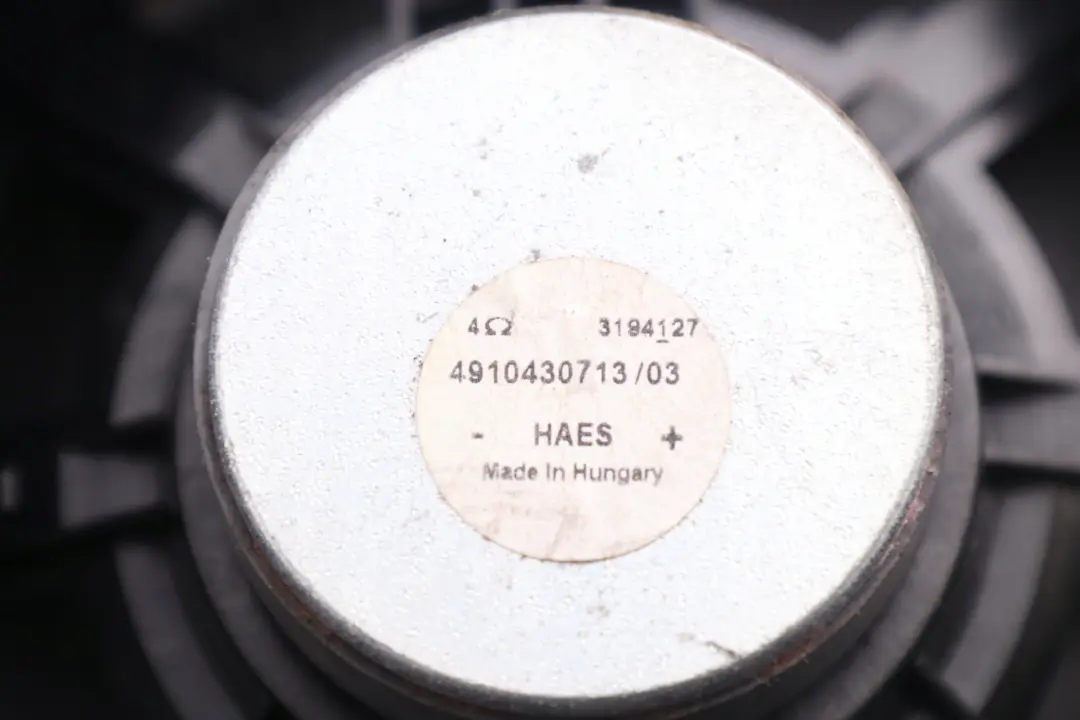 4Ω 3194127
4910430713/03
- HAES +
Made In Hungary